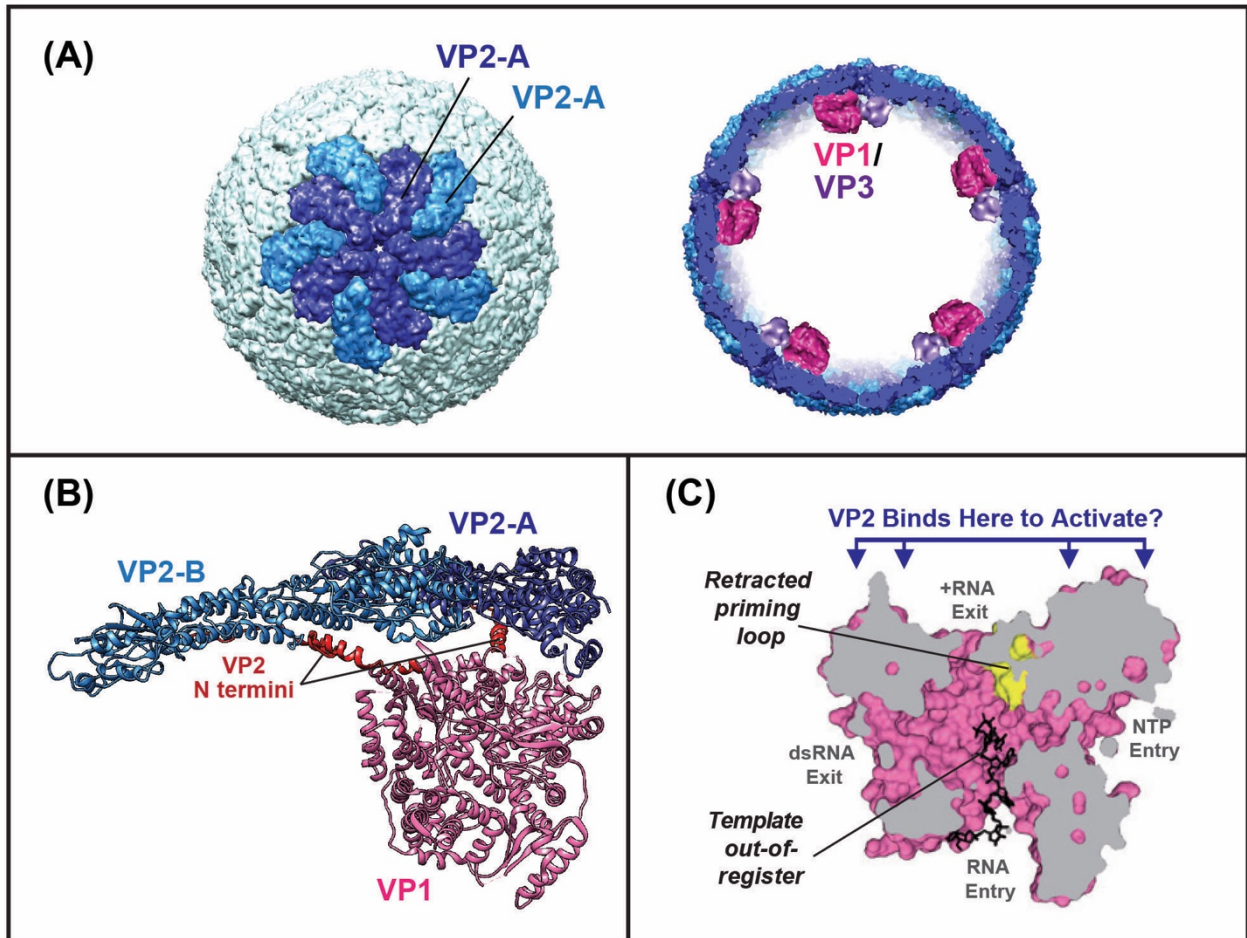 (A)
VP2-A
VP2-A
VP1/
VP3
(B)
VP2-A
VP2-B
VP2
N termini
VP1
(C)
VP2 Binds Here to Activate?
Retracted
priming
loop
+RNA
Exit
dsRNA
Exit
NTP
Entry
Template
out-of-
register
RNA
Entry